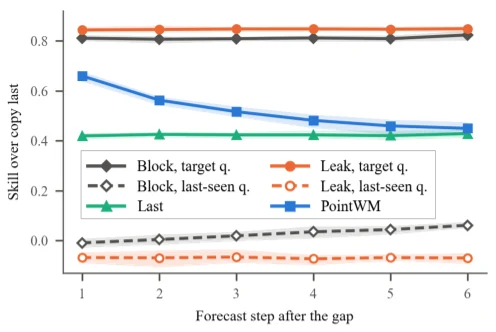 Skill over copy last
0.8
0.6
0.4
0.2
0.0
Block, target q.
Leak, target q.
Block, last-seen q.
Leak, last-seen q.
Last
PointWM
1 2 3 4 5 6
Forecast step after the gap